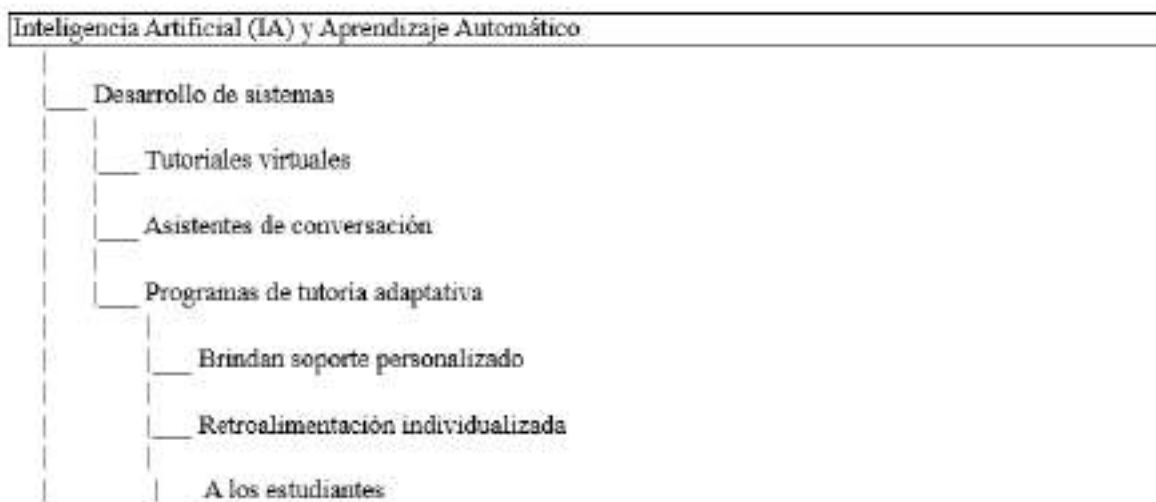 Inteligencia Artificial (IA) y Aprendizaje Automático
Desarrollo de sistemas
Tutoriales virtuales
Asistentes de conversación
Programas de tutoría adaptativa
Brindan soporte personalizado
Retroalimentación individualizada
A los estudiantes